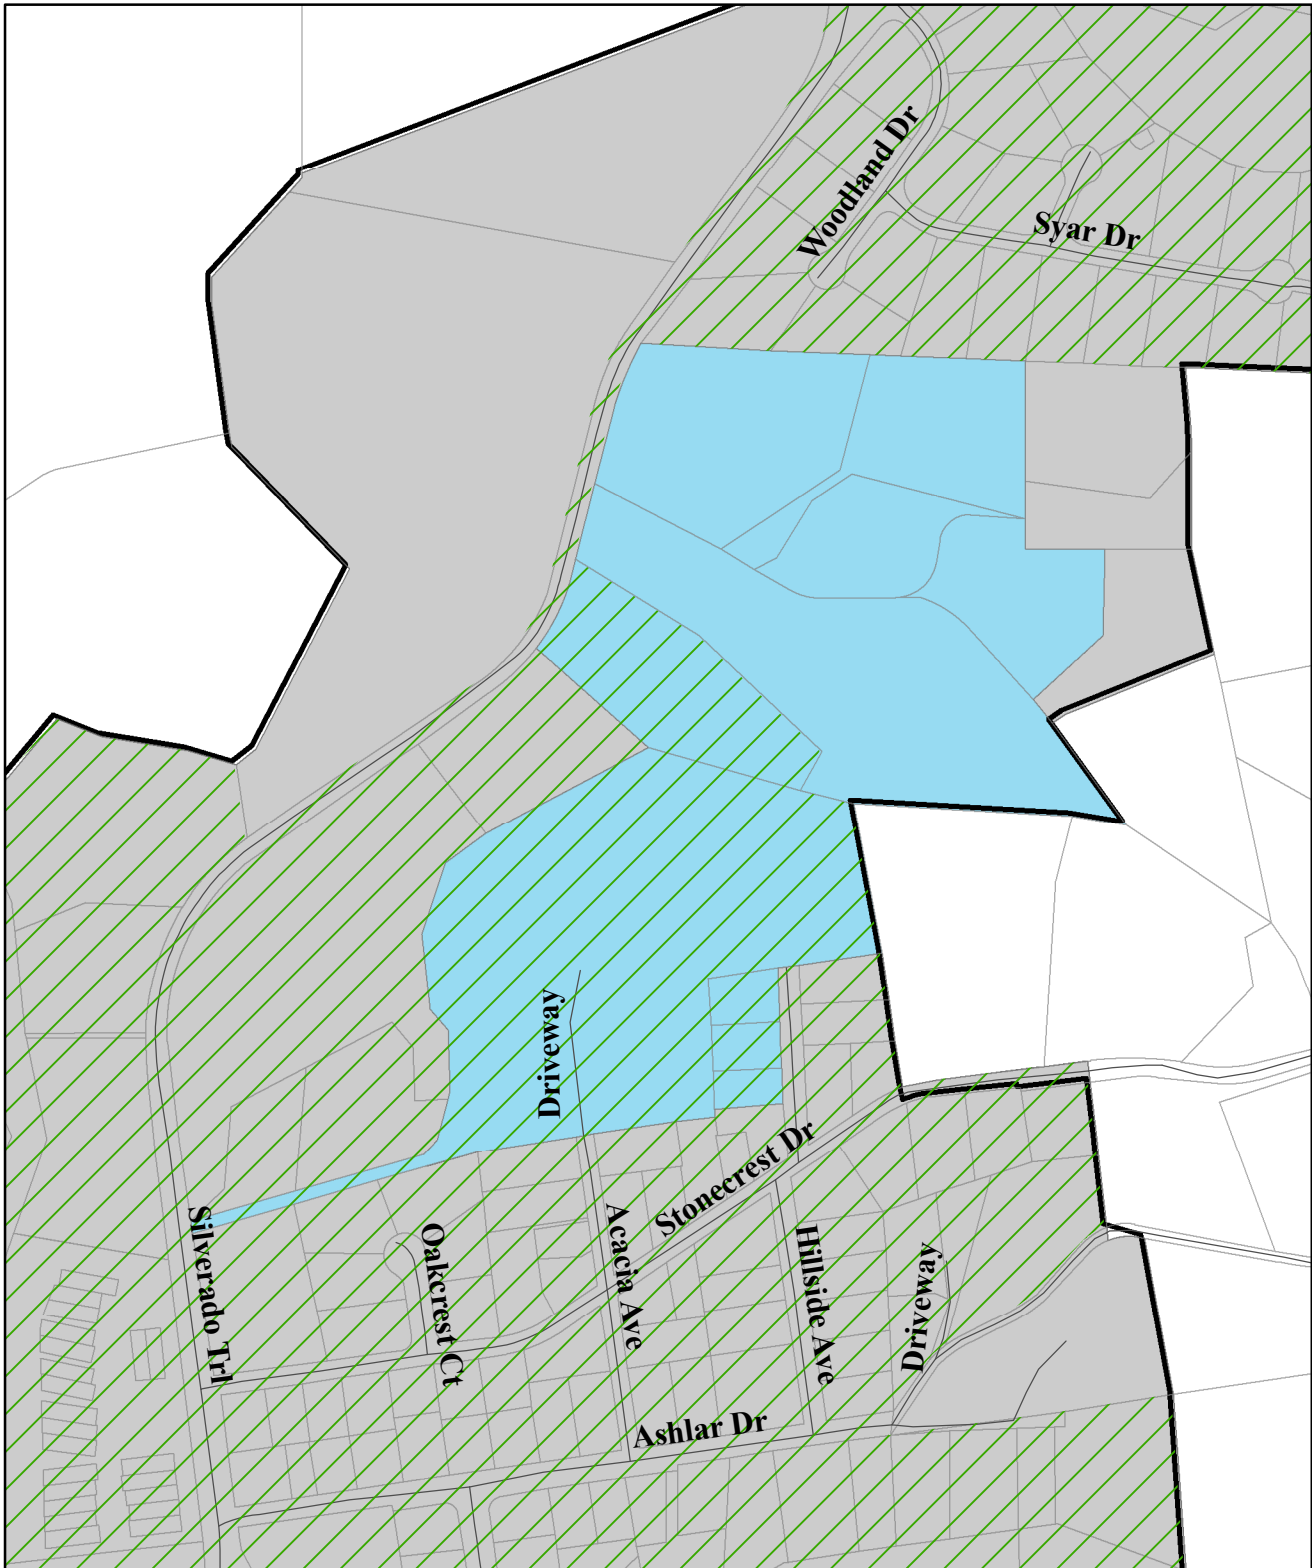 Woodland Dr
Syar Dr
Driveway
Stonecrest Dr
Silverado Trl
Oakcrest Ct
Acacia Ave
Hillside Ave
Driveway
Ashlar Dr